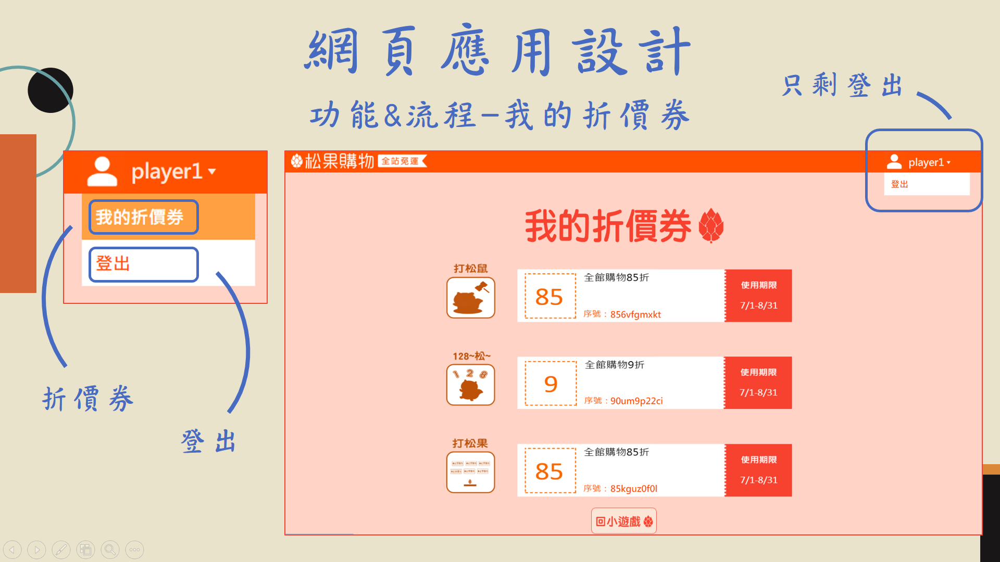 網頁應用設計
功能&流程-我的折價券
只剩登出
player1
我的折價券
登出
折價券
登出
松果購物 全站免運
player1
登出
我的折價券
打松鼠
85
全館購物85折
序號：856vfgmxkt
使用期限
7/1-8/31
128~松~
1 2 8
9
全館購物9折
序號：90um9p22ci
使用期限
7/1-8/31
打松果
85
全館購物85折
序號：85kguz0f0l
使用期限
7/1-8/31
回小遊戲